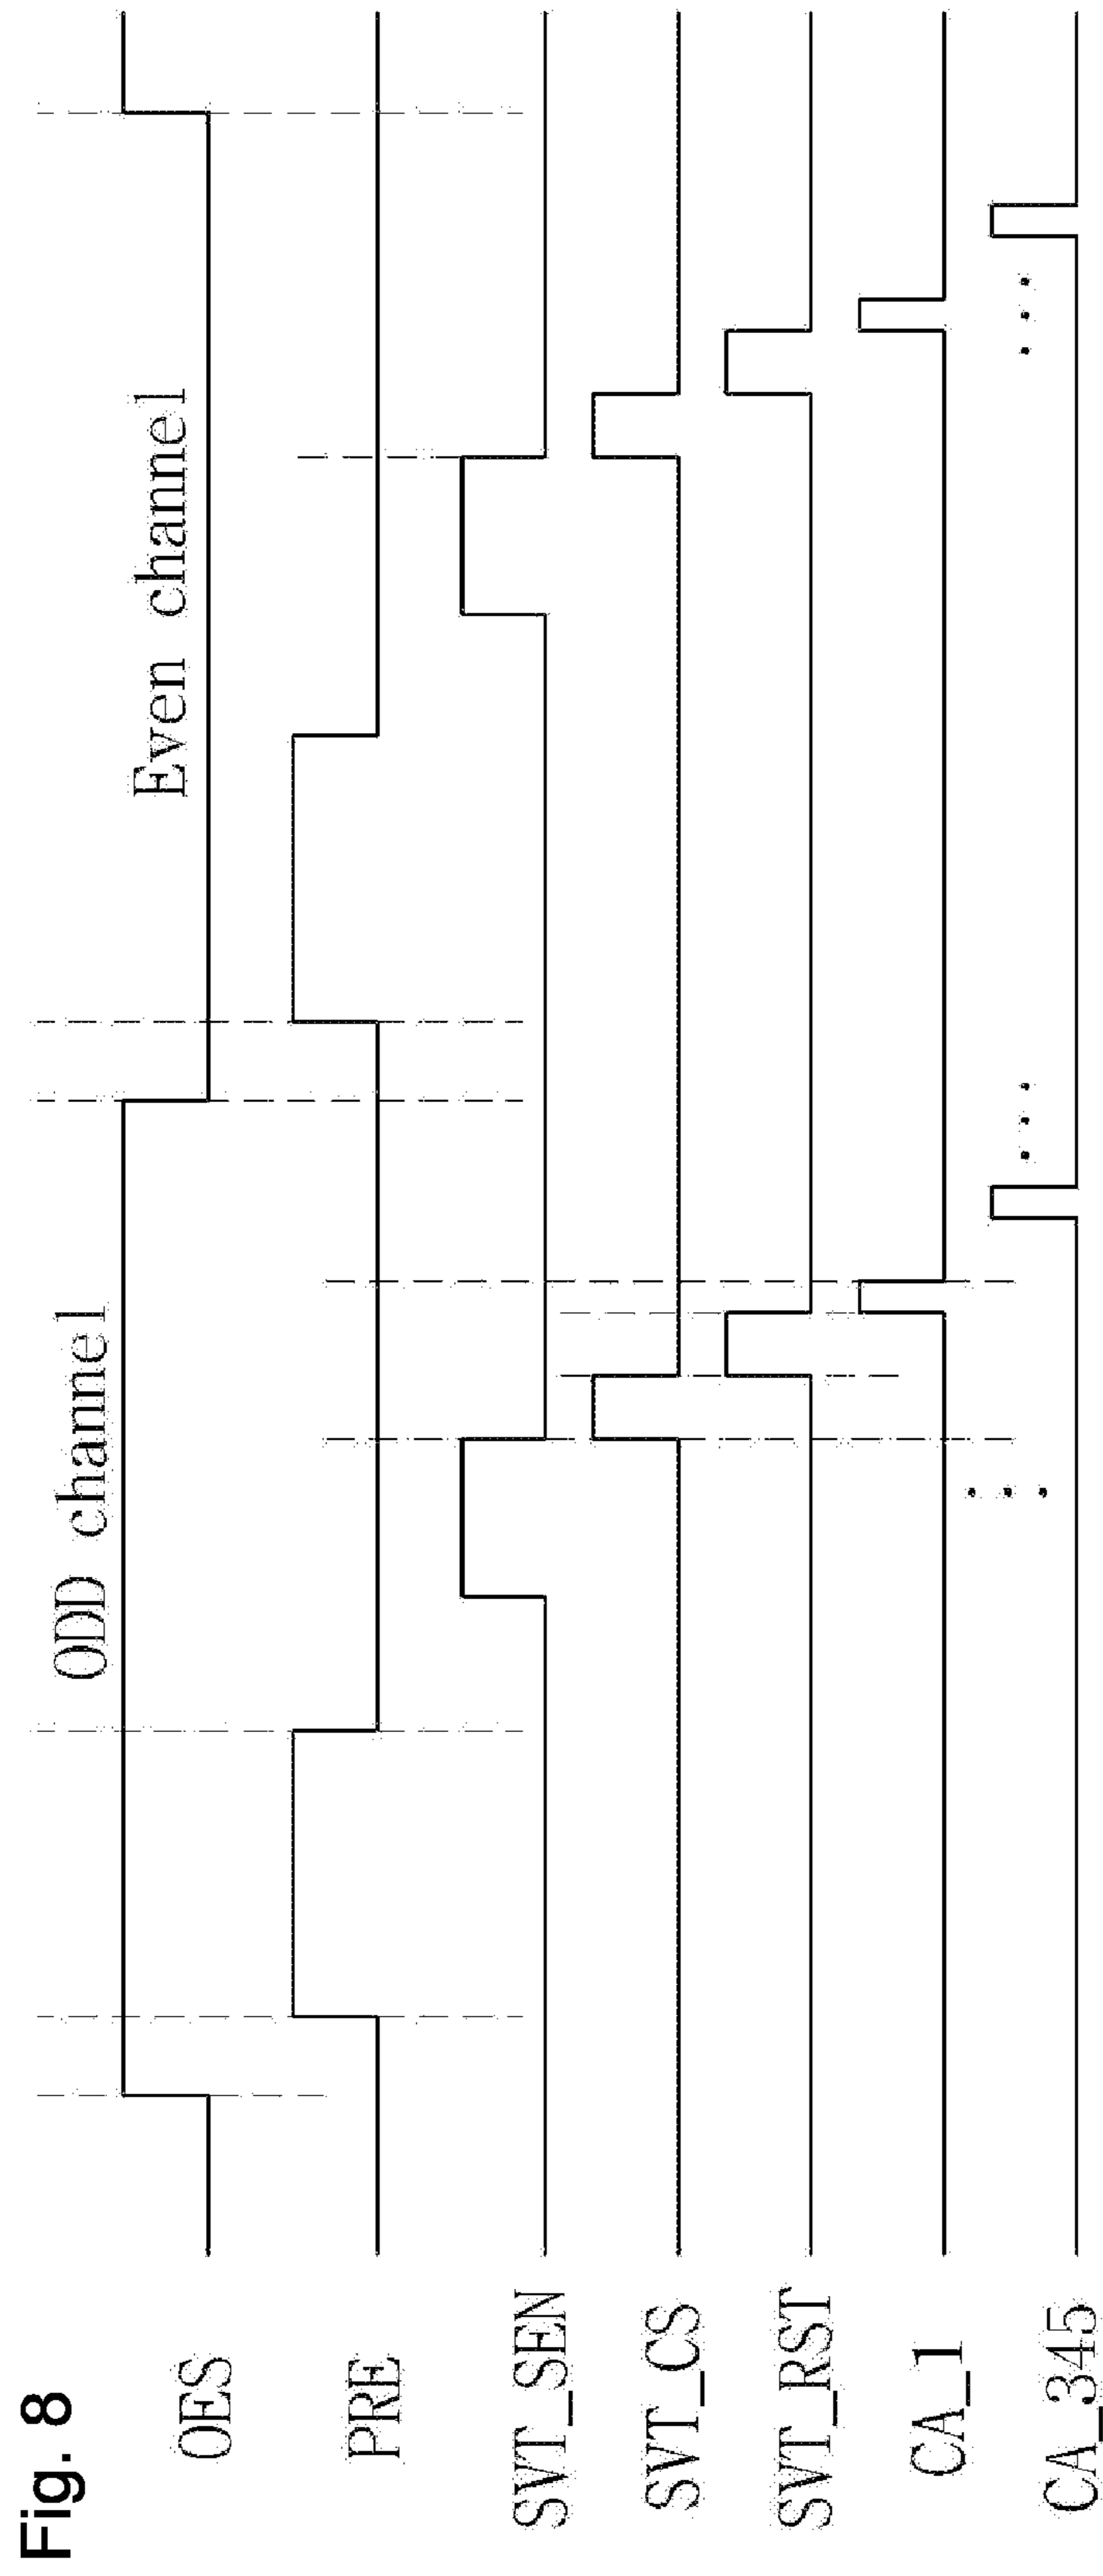 Fig. 8
ODD channel
Even channel
OES
PRE
SVT_SEN
SVT_CS
SVT_RST
CA_1
CA_345